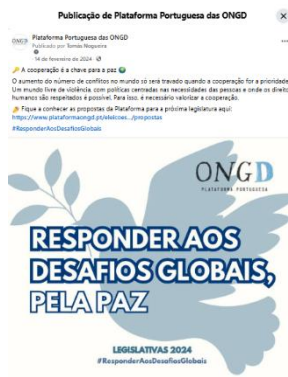 Publicação de Plataforma Portuguesa das ONGD
Plataforma Portuguesa das ONGD
Publicado por Tomás Nogueira
14 de fevereiro de 2024
A cooperação é a chave para a paz
O aumento do número de conflitos no mundo só será travado quando a cooperação for a prioridade.
Um mundo livre de violência, com políticas centradas nas necessidades das pessoas e onde os direitos
humanos são respeitados é possível. Para isso, é necessário valorizar a cooperação.
Fique a conhecer as propostas da Plataforma para a próxima legislatura aqui:
https://www.plataformaongd.pt/eleicoes.../propostas
#ResponderAosDesafiosGlobais
ONGD
PLATAFORMA PORTUGUESA
RESPONDER AOS
DESAFIOS GLOBAIS,
PELA PAZ
LEGISLATIVAS 2024
#ResponderAosDesafiosGlobais